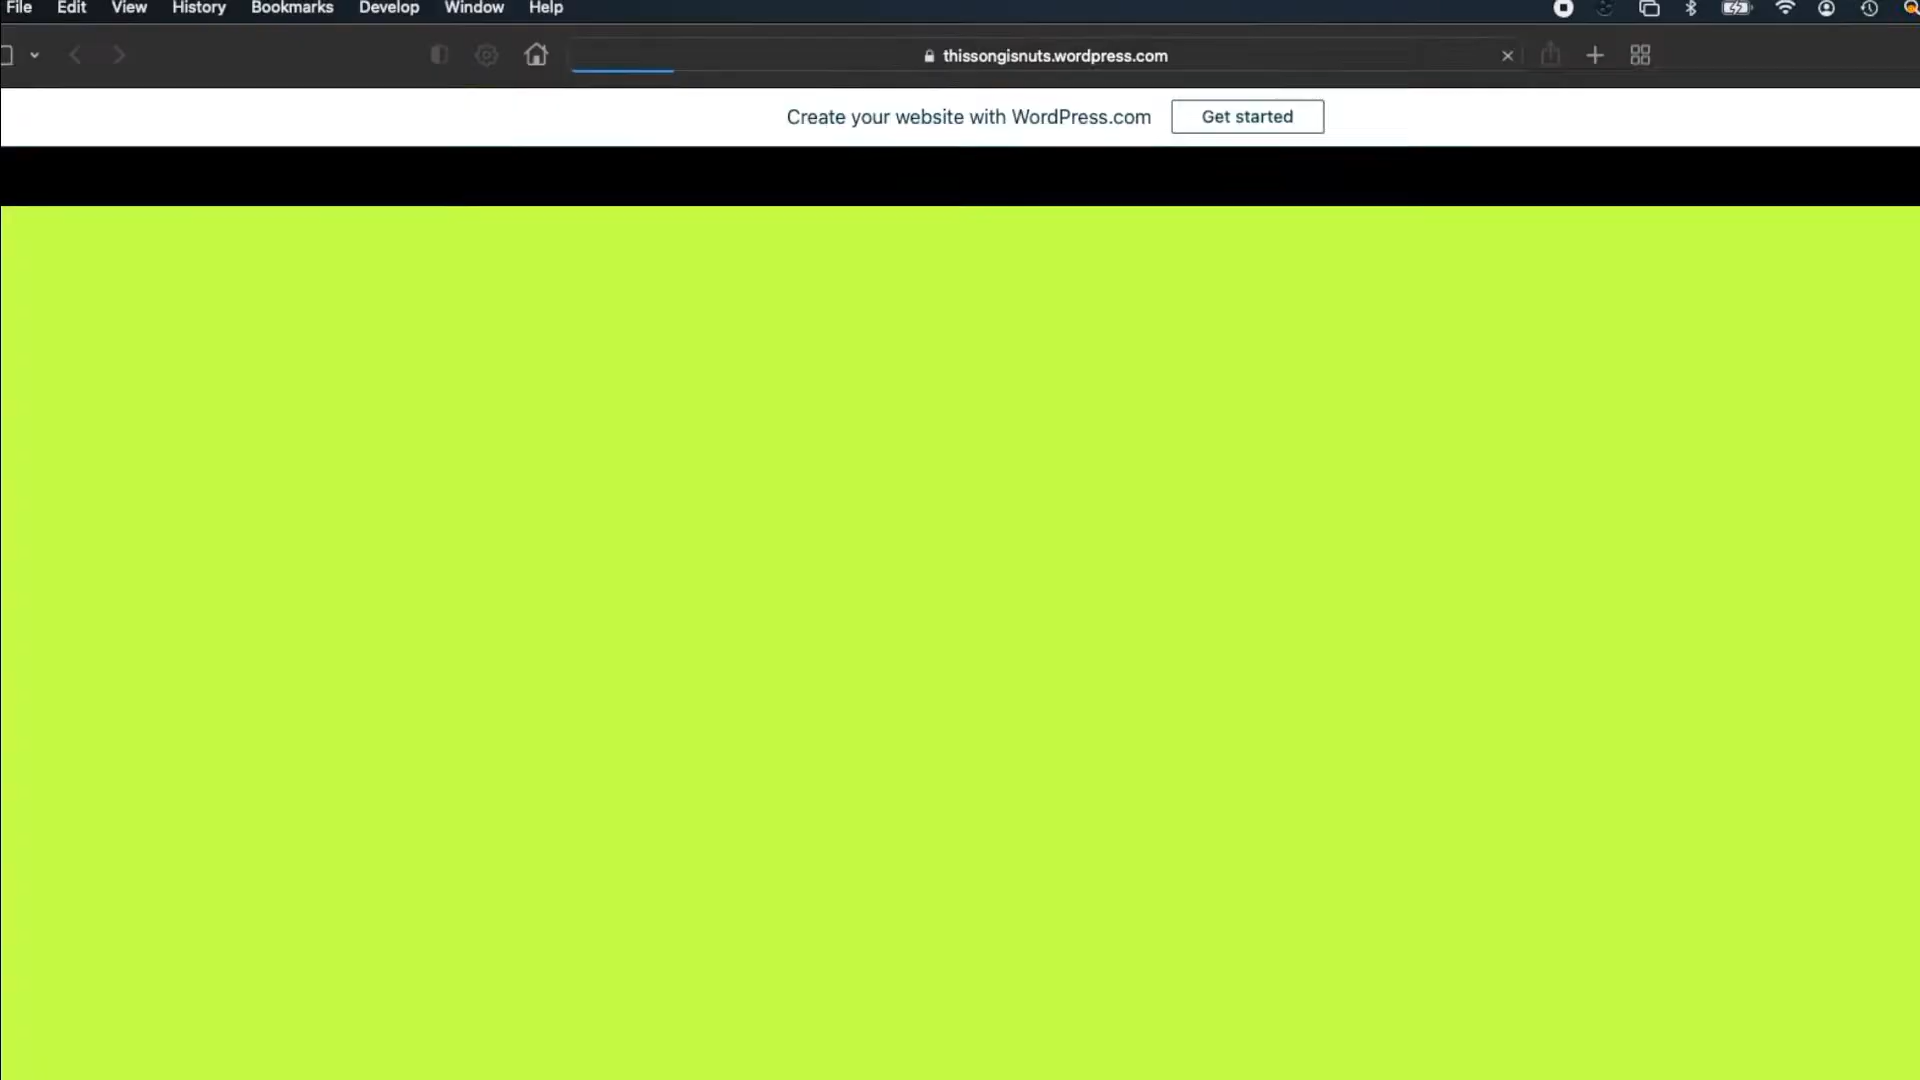 File Edit View History Bookmarks Develop Window Help
thissongisnuts.wordpress.com
Create your website with WordPress.com Get started